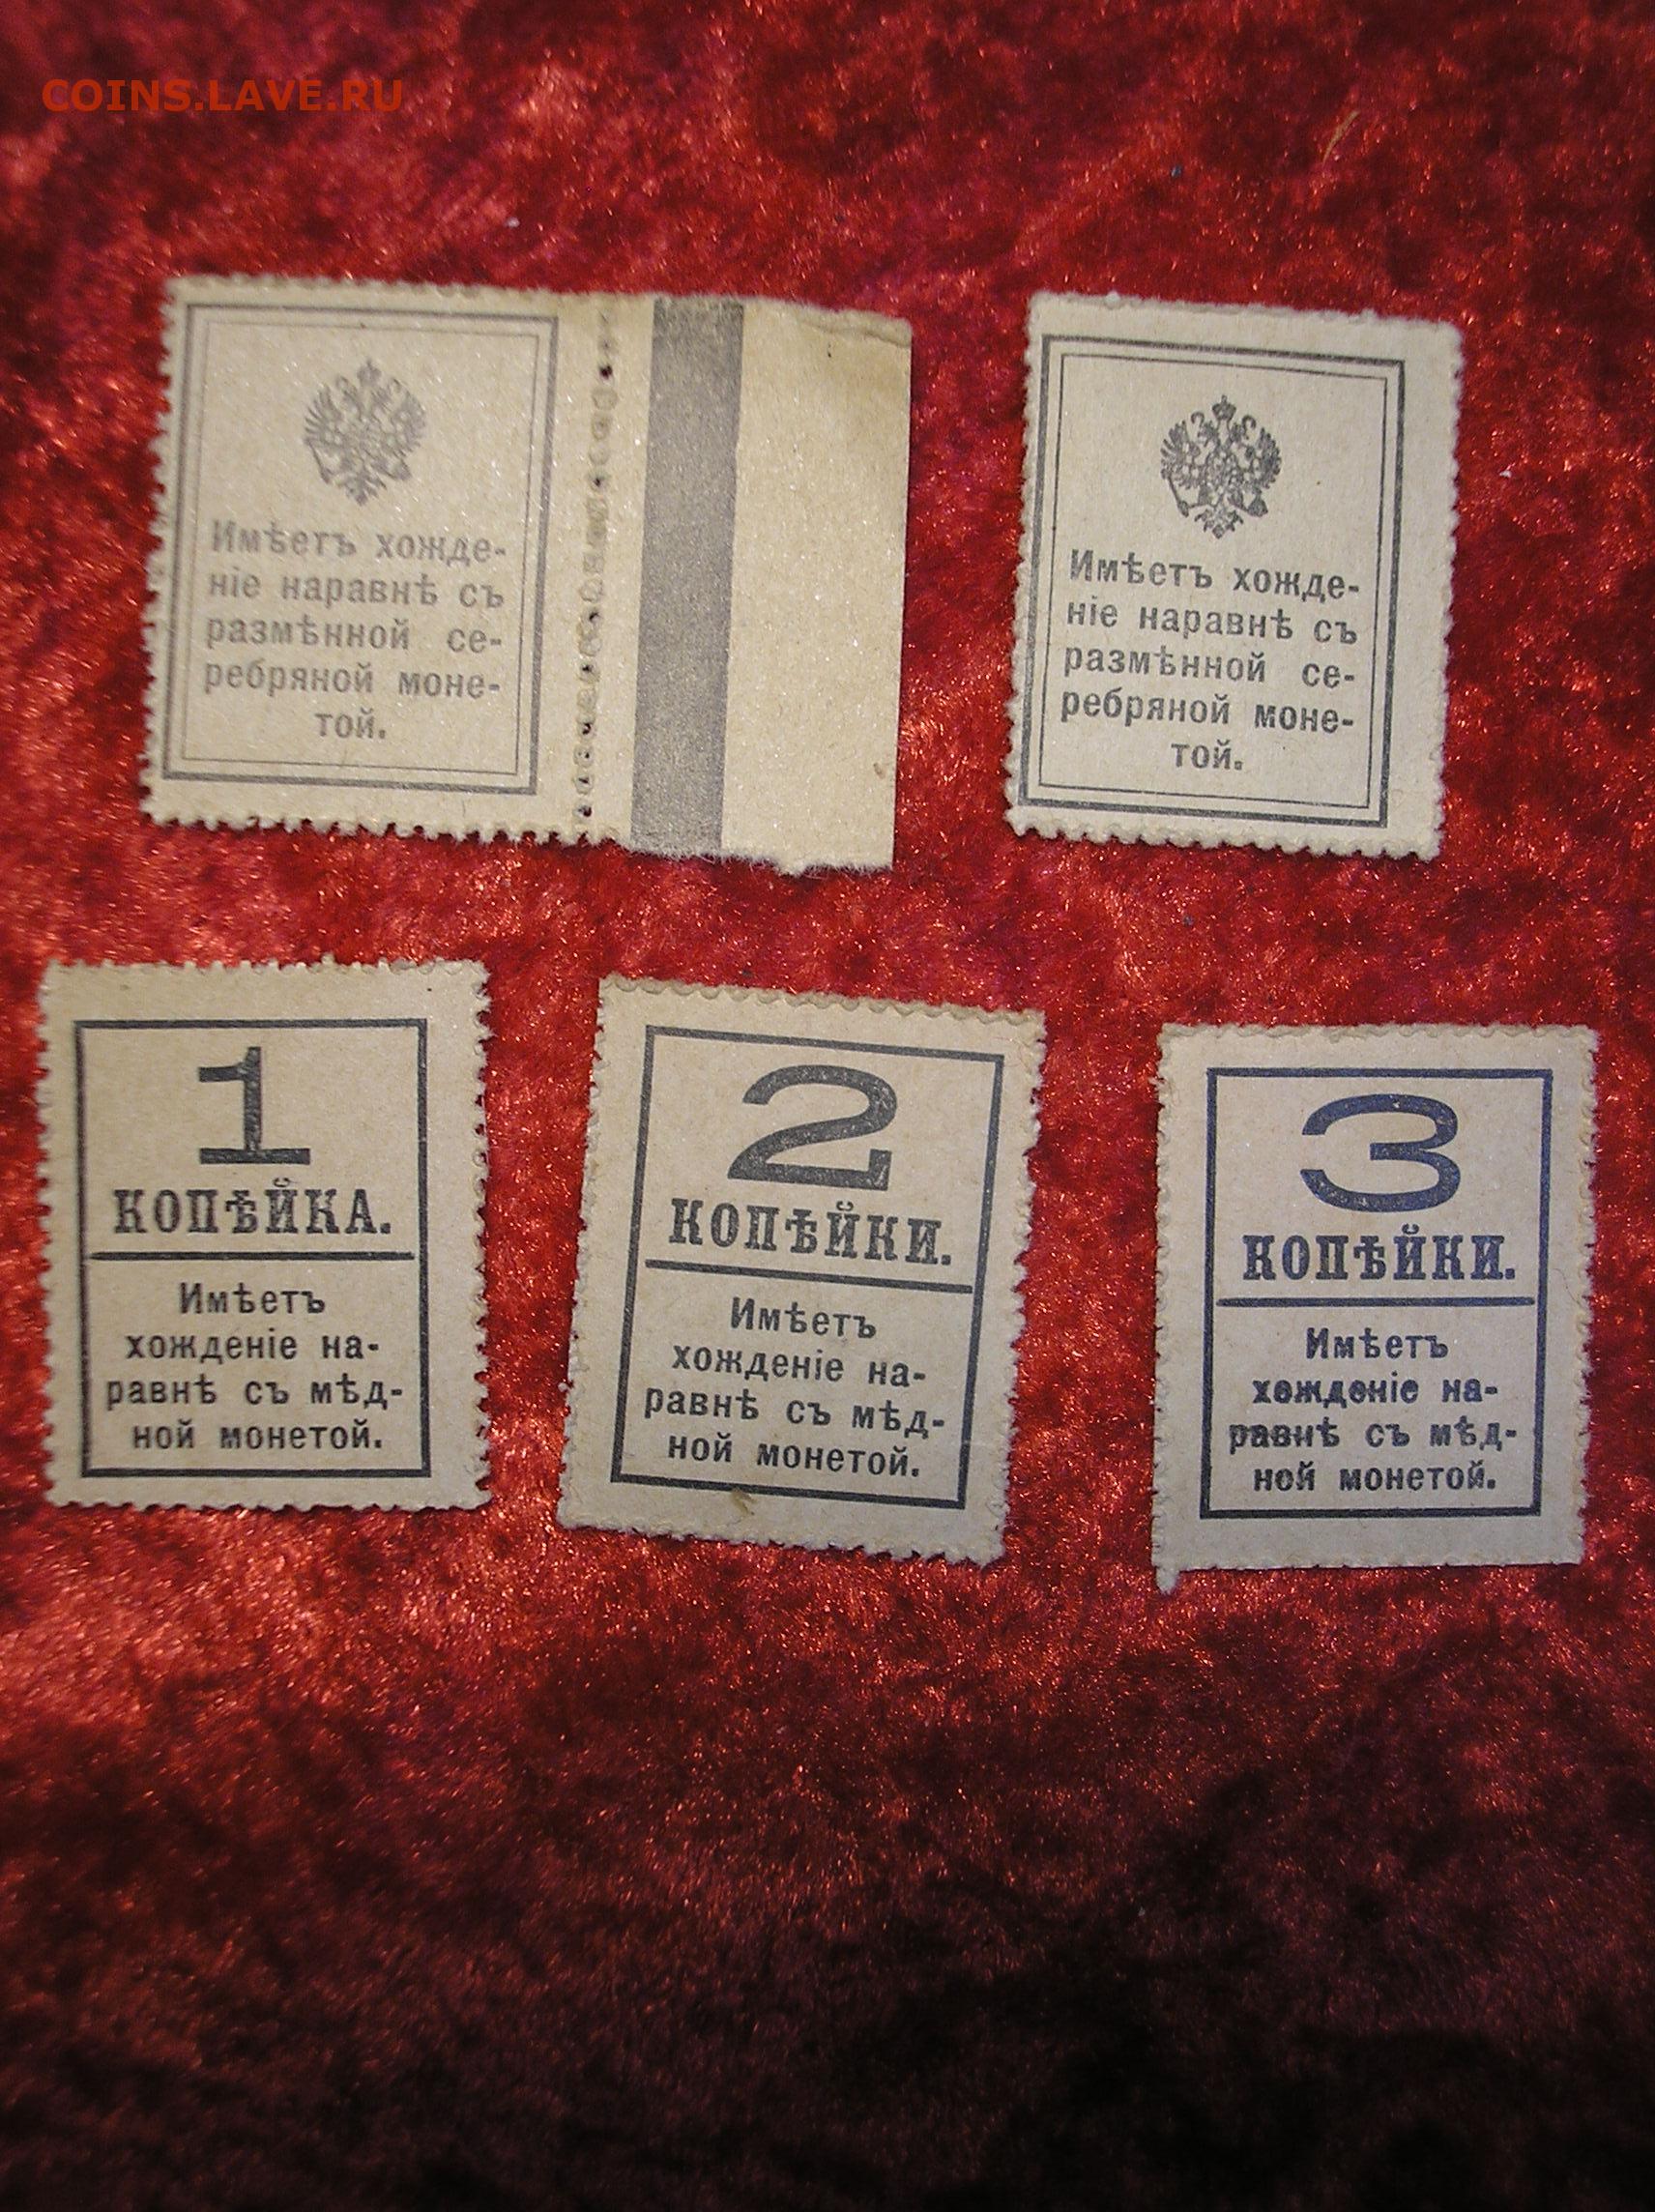 COINS.LAVE.RU
Имѣетъ хожде-
ніе наравнѣ съ
размѣнной се-
ребряной моне-
той.
Имѣетъ хожде-
ніе наравнѣ съ
размѣнной се-
ребряной моне-
той.
1
КОПѢЙКА.
Имѣетъ
хожденіе на-
равнѣ съ мѣд-
ной монетой.
2
КОПѢЙКИ.
Имѣетъ
хожденіе на-
равнѣ съ мѣд-
ной монетой.
3
КОПѢЙКИ.
Имѣетъ
хожденіе на-
равнѣ съ мѣд-
ной монетой.